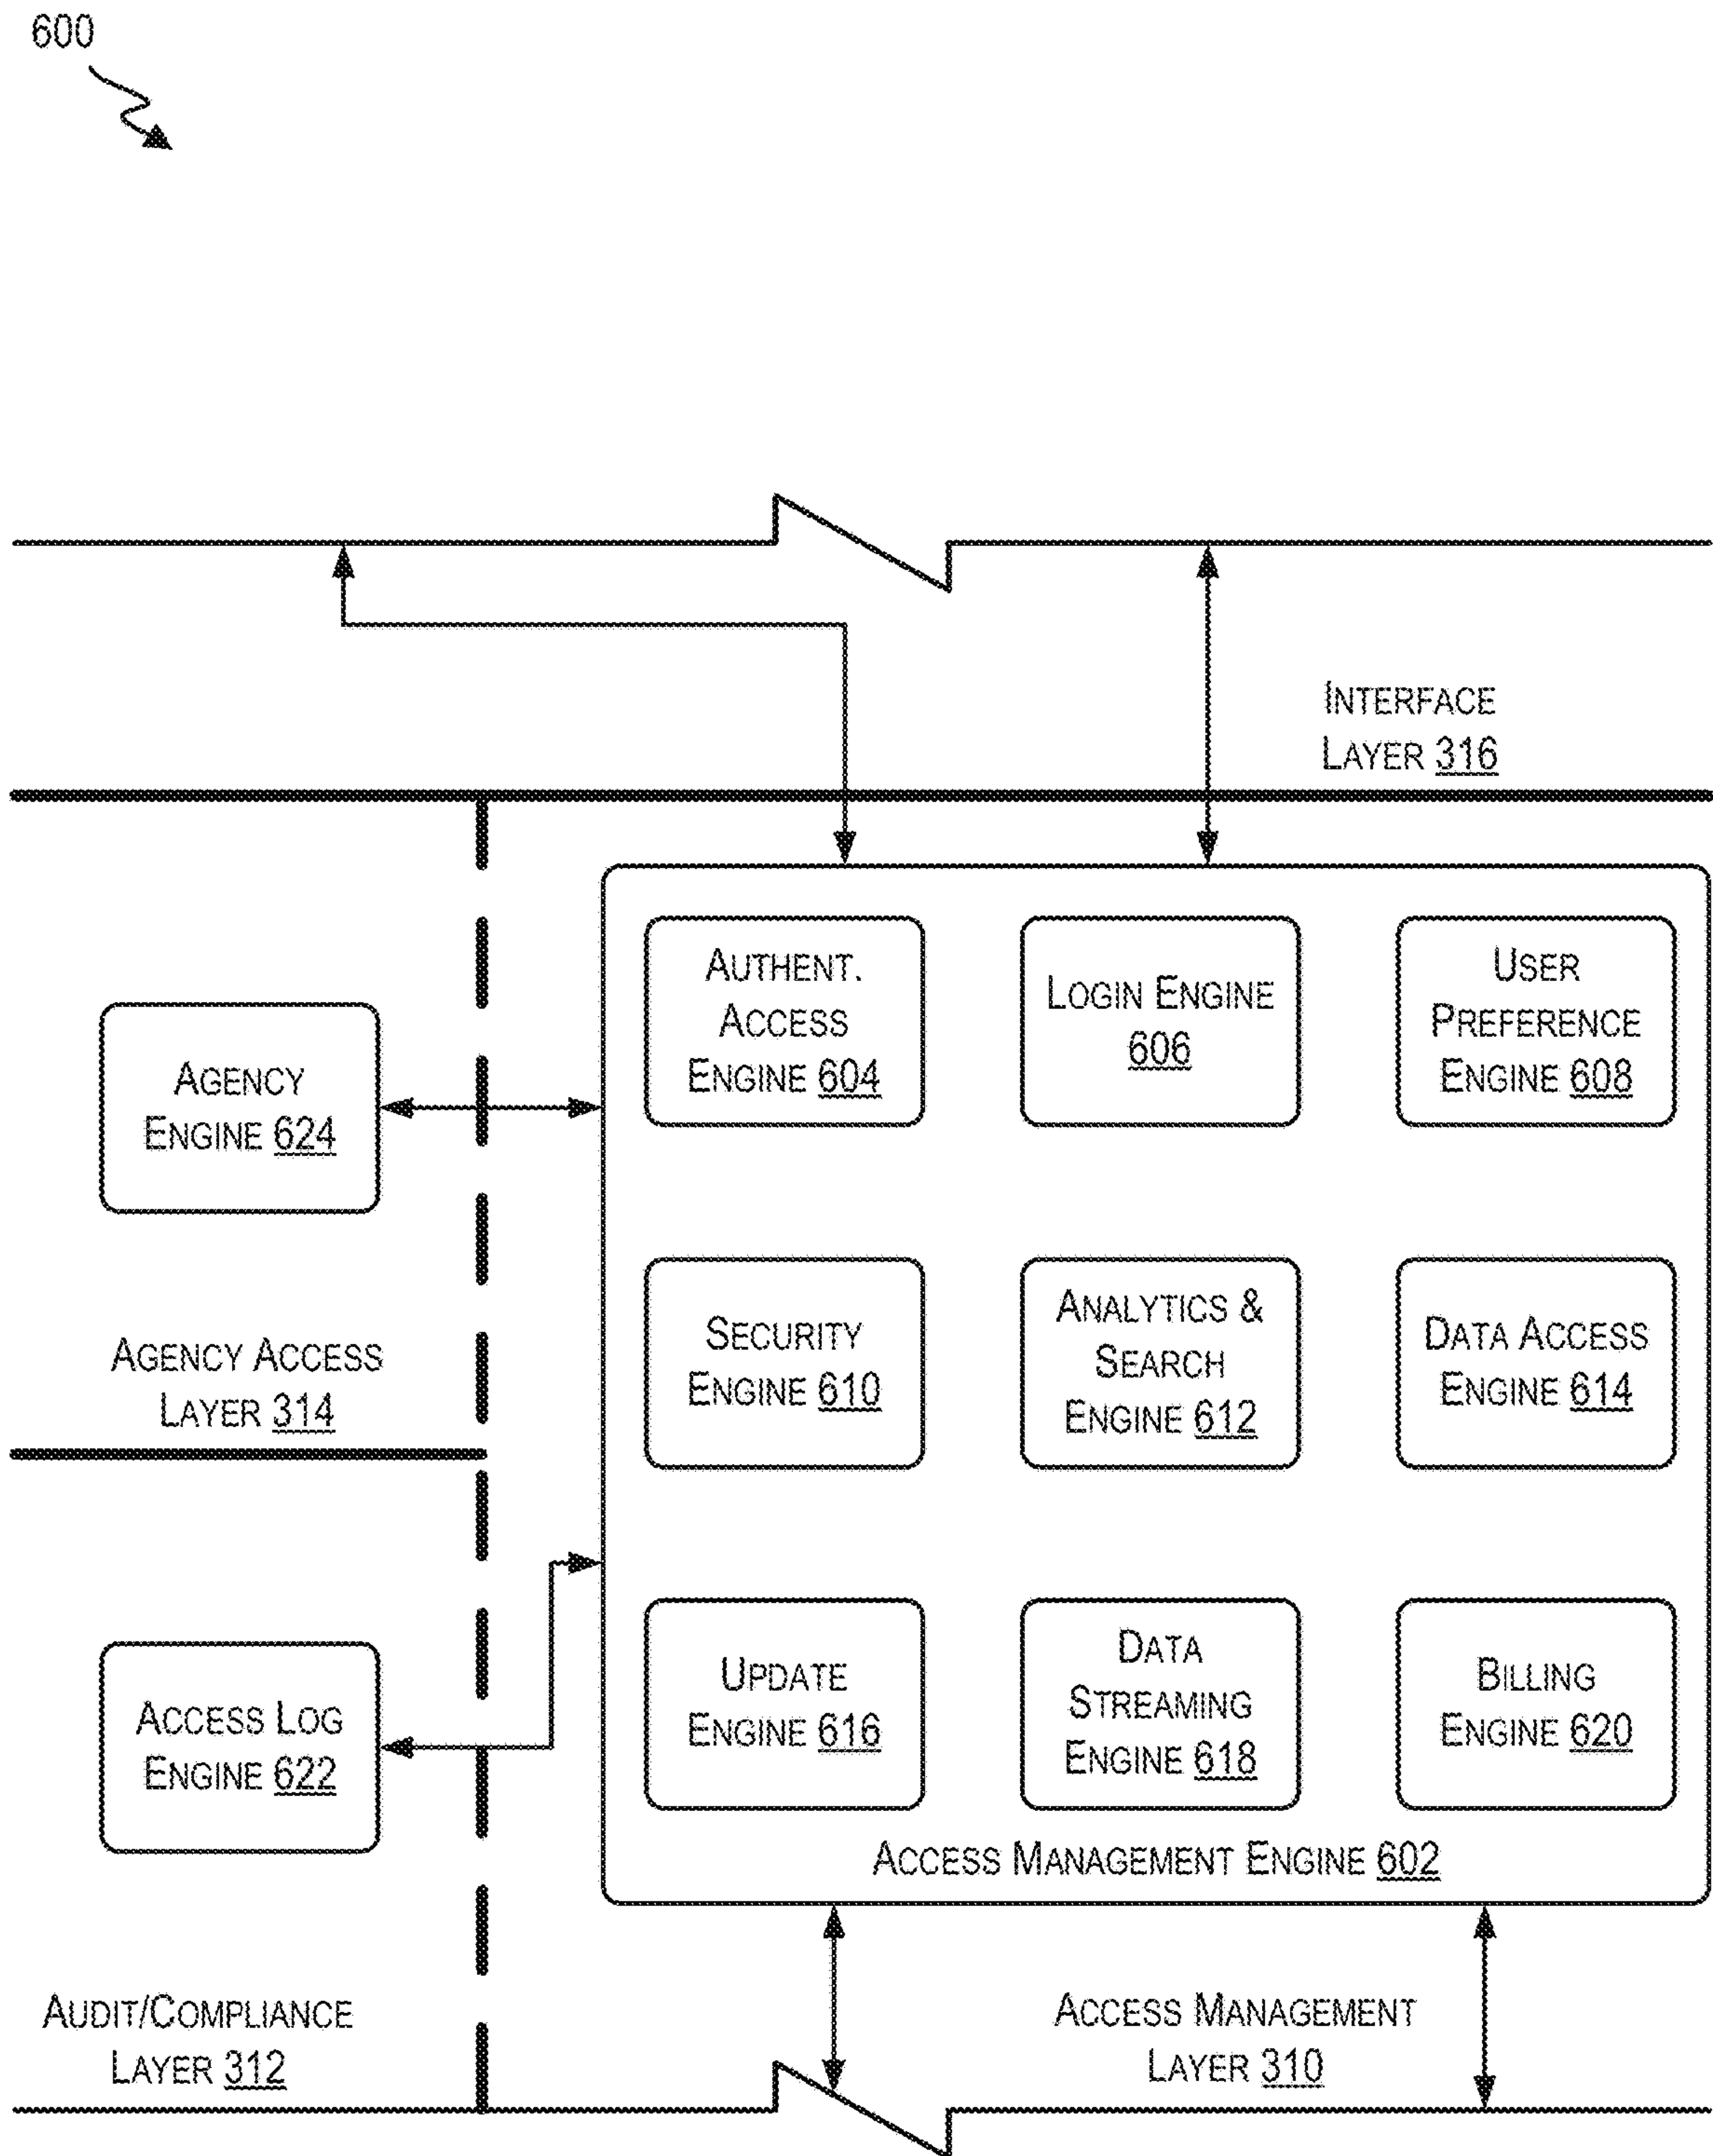 600
INTERFACE
LAYER 316
AUTHENT.
ACCESS
ENGINE 604
LOGIN ENGINE
606
USER
PREFERENCE
ENGINE 608
AGENCY
ENGINE 624
SECURITY
ENGINE 610
ANALYTICS &
SEARCH
ENGINE 612
DATA ACCESS
ENGINE 614
AGENCY ACCESS
LAYER 314
UPDATE
ENGINE 616
DATA
STREAMING
ENGINE 618
BILLING
ENGINE 620
ACCESS LOG
ENGINE 622
ACCESS MANAGEMENT ENGINE 602
AUDIT/COMPLIANCE
LAYER 312
ACCESS MANAGEMENT
LAYER 310